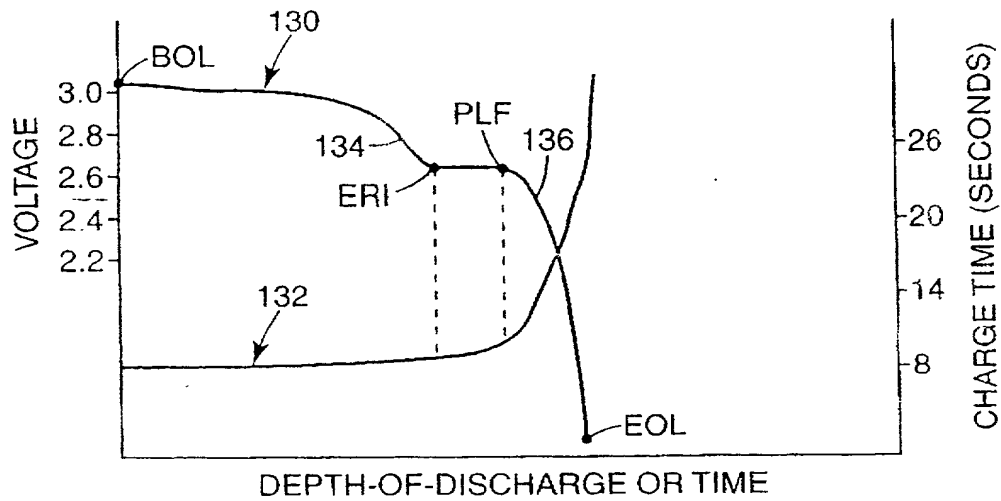 130
BOL
3.0
2.8
2.6
2.4
2.2
VOLTAGE
134
ERI
PLF
136
132
EOL
26
20
14
8
CHARGE TIME (SECONDS)
DEPTH-OF-DISCHARGE OR TIME